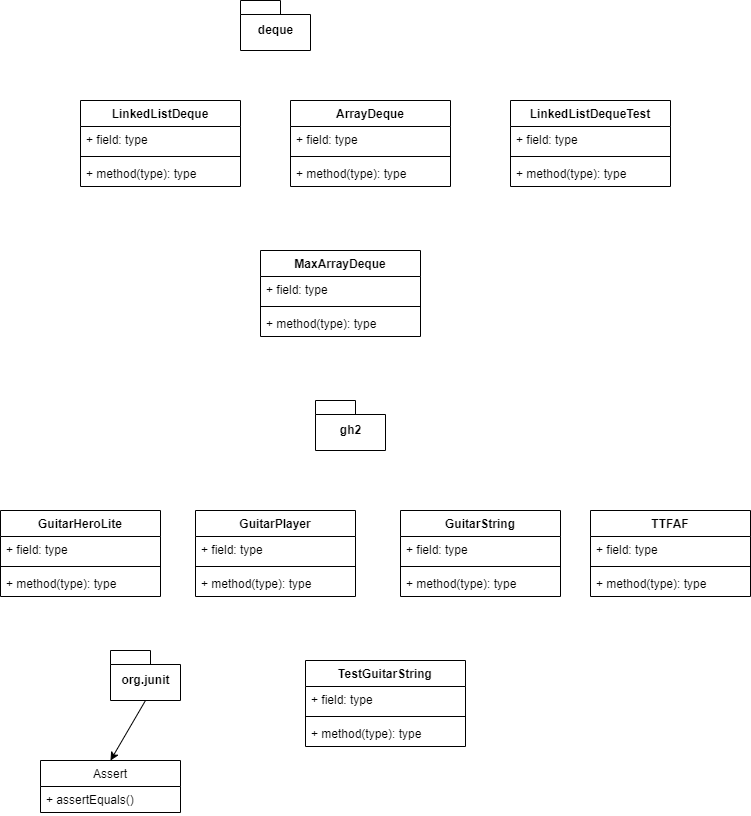 deque
LinkedListDeque
+ field: type
+ method(type): type
ArrayDeque
+ field: type
+ method(type): type
LinkedListDequeTest
+ field: type
+ method(type): type
MaxArrayDeque
+ field: type
+ method(type): type
gh2
GuitarHeroLite
+ field: type
+ method(type): type
GuitarPlayer
+ field: type
+ method(type): type
GuitarString
+ field: type
+ method(type): type
TTFAF
+ field: type
+ method(type): type
org.junit
TestGuitarString
+ field: type
+ method(type): type
Assert
+ assertEquals()